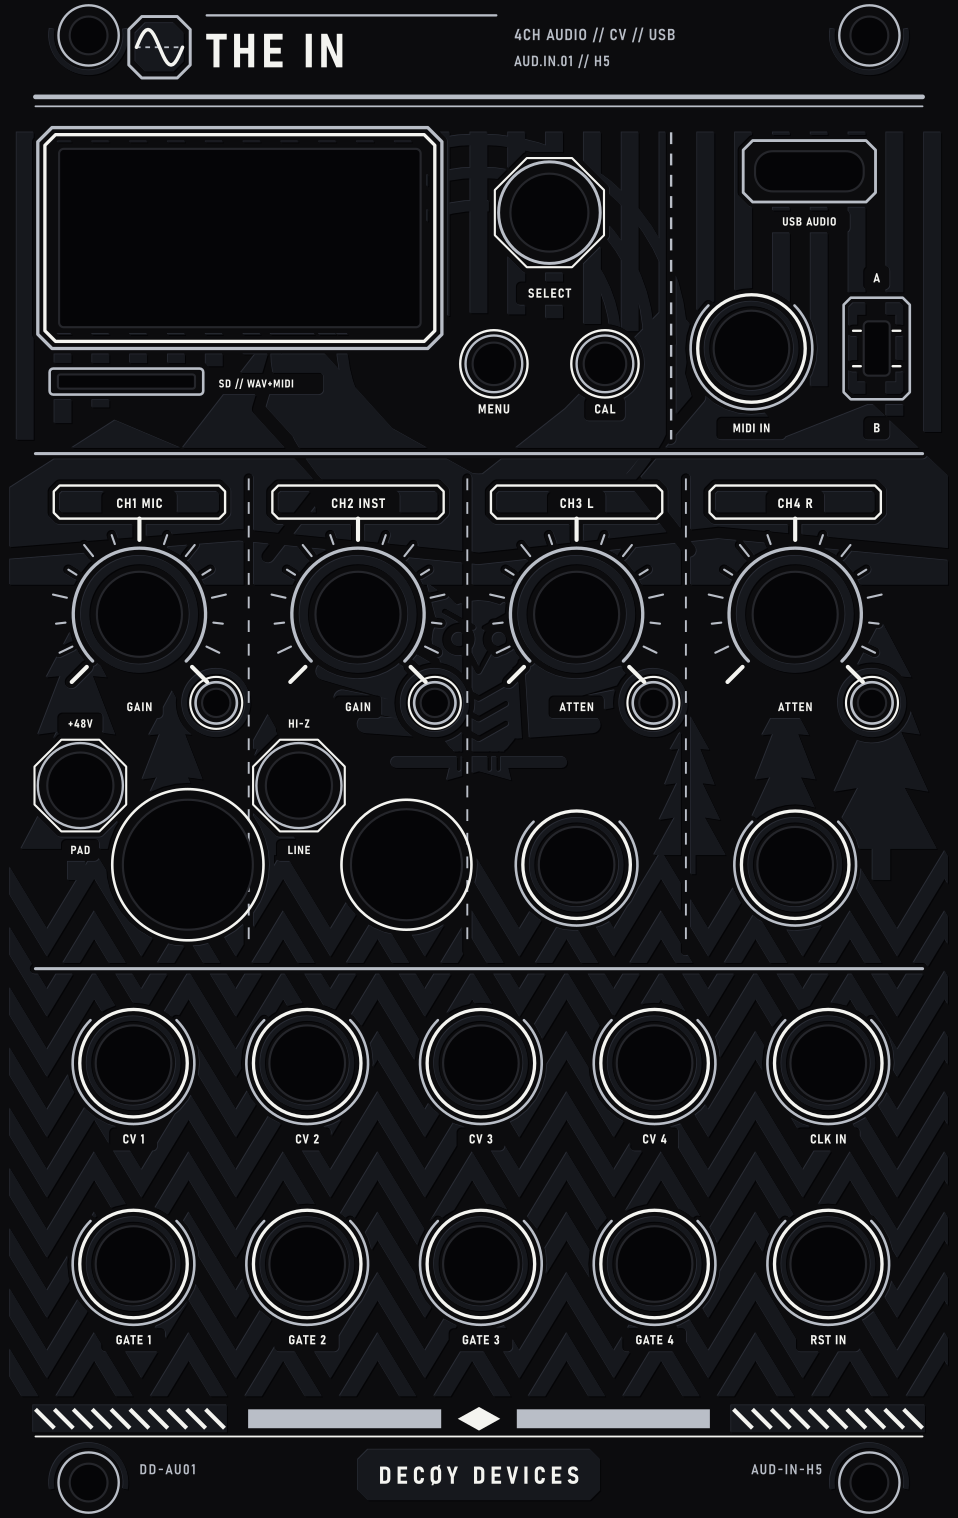 THE IN
4CH AUDIO // CV // USB
AUD.IN.01 // H5
USB AUDIO
A
SELECT
SD // WAV+MIDI
MENU
CAL
MIDI IN
B
CH1 MIC
CH2 INST
CH3 L
CH4 R
GAIN
GAIN
ATTEN
ATTEN
+48V
HI-Z
PAD
LINE
CV 1
CV 2
CV 3
CV 4
CLK IN
GATE 1
GATE 2
GATE 3
GATE 4
RST IN
DD-AU01
DECØY DEVICES
AUD-IN-H5